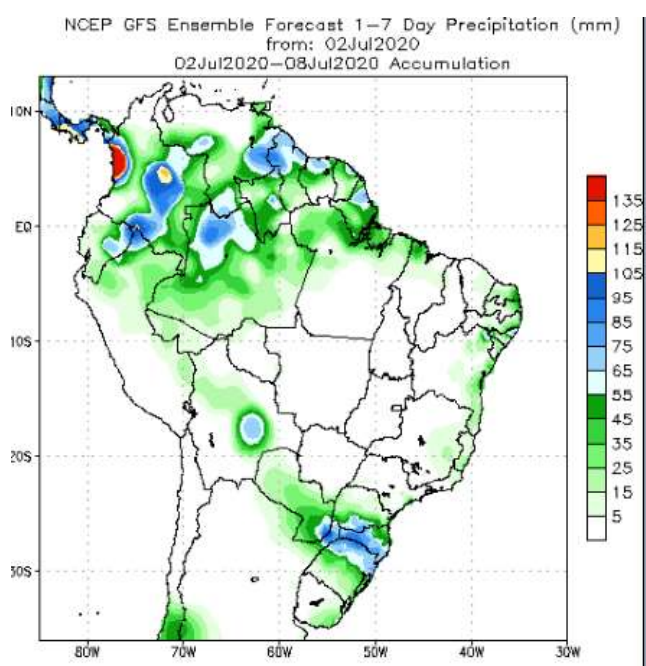 NCEP GFS Ensemble Forecast 1-7 Day Precipitation (mm)
from: 02Jul2020
02Jul2020-08Jul2020 Accumulation
10N
EQ
10S
20S
30S
80W
70W
60W
50W
40W
30W
135
125
115
105
95
85
75
65
55
45
35
25
15
5